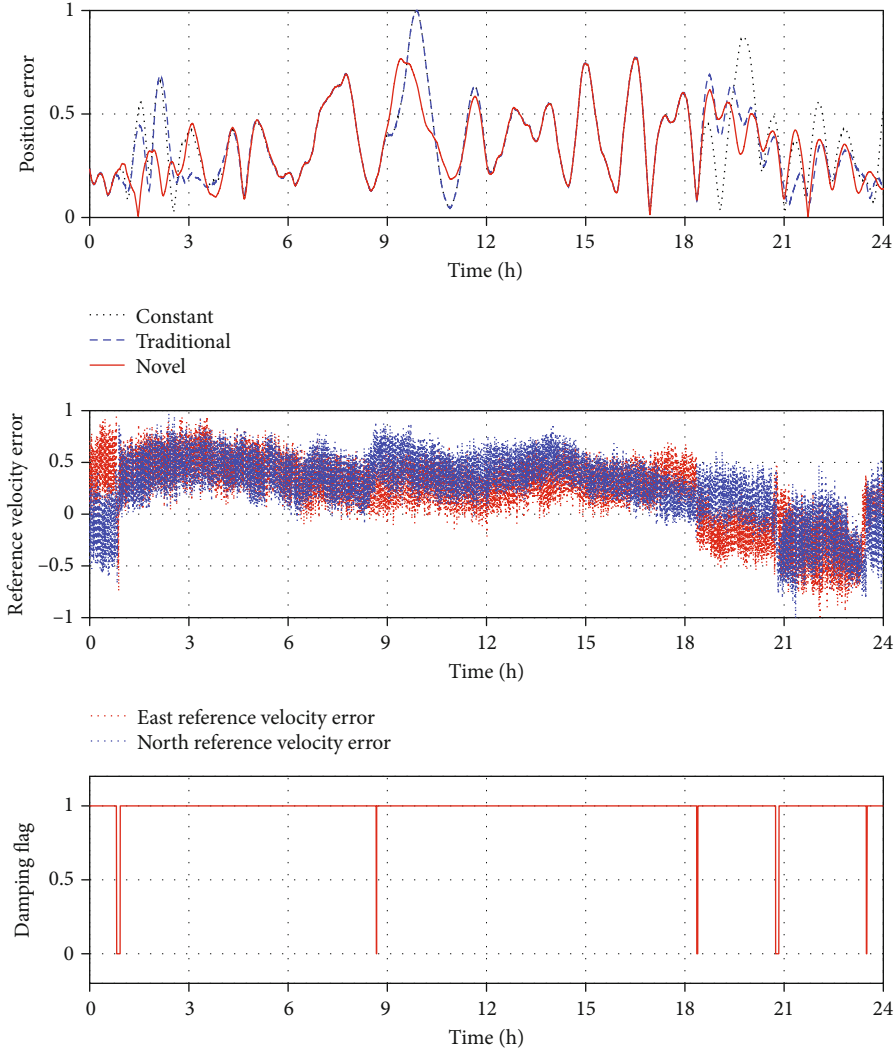 1
0.5
0
Position error
0 3 6 9 12 15 18 21 24
Time (h)
Constant
Traditional
Novel
1
0.5
0
−0.5
−1
Reference velocity error
0 3 6 9 12 15 18 21 24
Time (h)
East reference velocity error
North reference velocity error
1
0.5
0
Damping flag
0 3 6 9 12 15 18 21 24
Time (h)